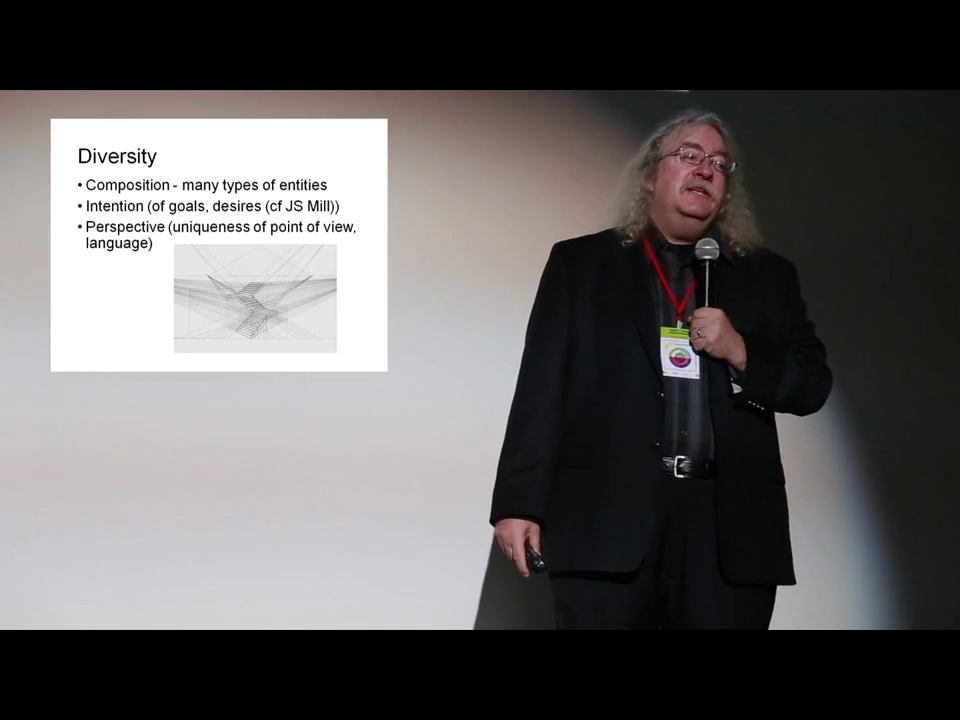 Diversity
• Composition - many types of entities
• Intention (of goals, desires (cf JS Mill))
• Perspective (uniqueness of point of view,
language)